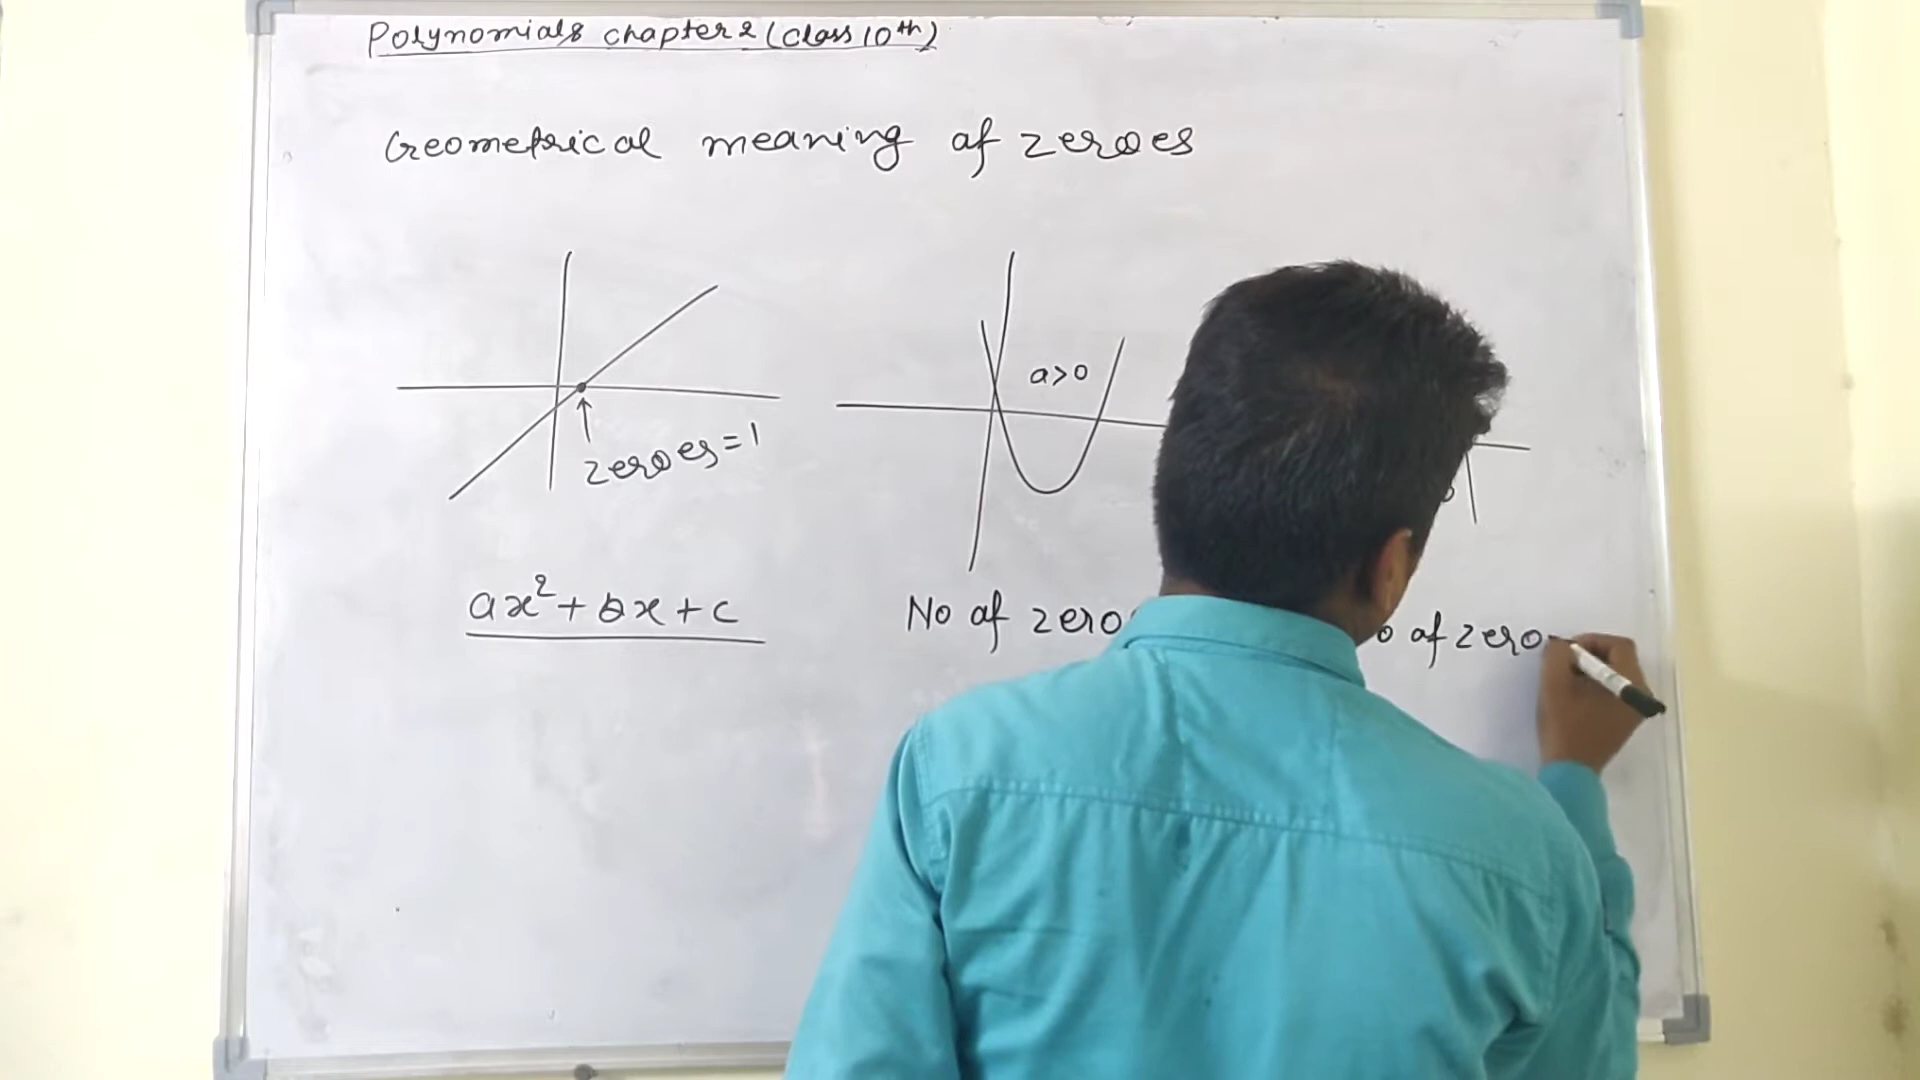 Polynomials chapter 2 (Class 10th)
Geometrical meaning of zeroes
a>0
zeroes = 1
ax² + bx + c
No of zero
o of zero